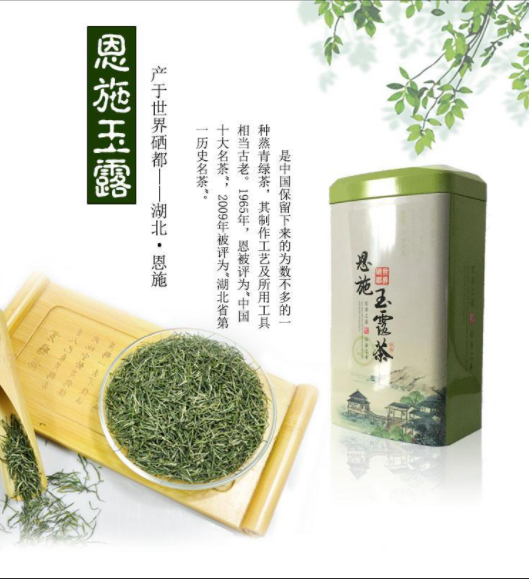 恩施玉露
产于世界硒都——湖北·恩施
是中国保留下来的为数不多的一
种蒸青绿茶，其制作工艺及所用工具
相当古老。1965年，恩被评为“中国
十大名茶”，2009年被评为“湖北省第
一历史名茶”。
世界硒都
恩施玉露茶